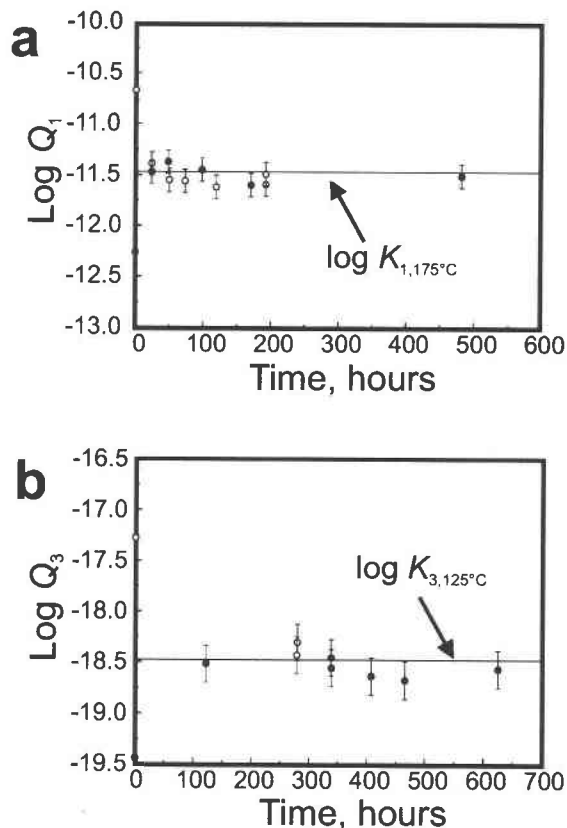 a
Log Q1
-10.0
-10.5
-11.0
-11.5
-12.0
-12.5
-13.0
log K1,175°C
0 100 200 300 400 500 600
Time, hours
b
Log Q3
-16.5
-17.0
-17.5
-18.0
-18.5
-19.0
-19.5
log K3,125°C
0 100 200 300 400 500 600 700
Time, hours